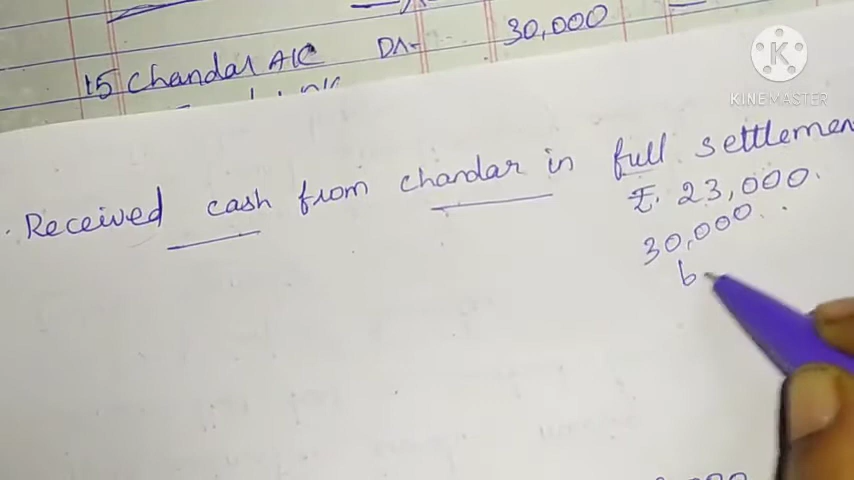 30,000
15 Chandar A/C Dr
K
KINEMASTER
. Received cash from chandar in full settlemen
₹. 23,000.
30,000.
b